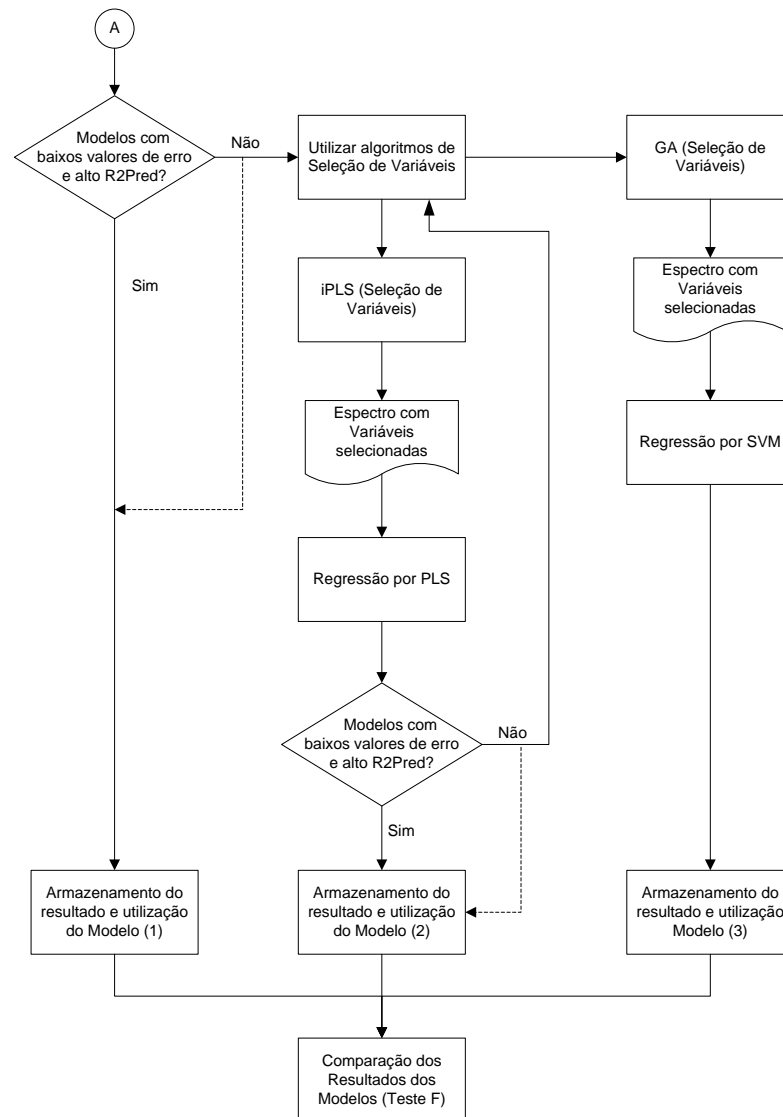 A
Modelos com
baixos valores de erro
e alto R2Pred?
Não
Utilizar algoritmos de
Seleção de Variáveis
GA (Seleção de
Variáveis)
Sim
iPLS (Seleção de
Variáveis)
Espectro com
Variáveis
selecionadas
Espectro com
Variáveis
selecionadas
Regressão por SVM
Regressão por PLS
Modelos com
baixos valores de erro
e alto R2Pred?
Não
Sim
Armazenamento do
resultado e utilização
do Modelo (1)
Armazenamento do
resultado e utilização
do Modelo (2)
Armazenamento do
resultado e utilização
Modelo (3)
Comparação dos
Resultados dos
Modelos (Teste F)